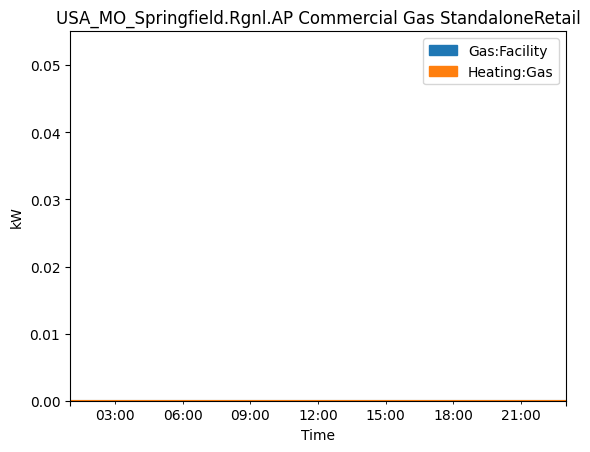 USA_MO_Springfield.Rgnl.AP Commercial Gas StandaloneRetail
Gas:Facility
Heating:Gas
kW
0.05
0.04
0.03
0.02
0.01
0.00
03:00 06:00 09:00 12:00 15:00 18:00 21:00
Time